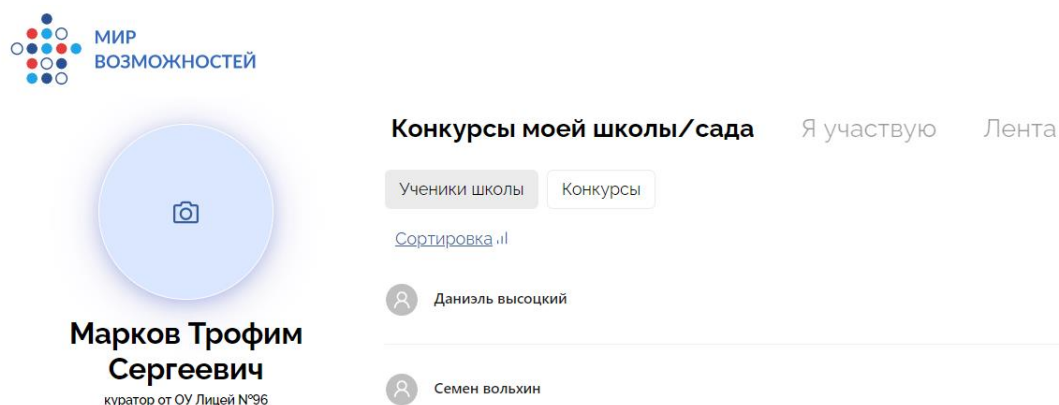 МИР
ВОЗМОЖНОСТЕЙ
Конкурсы моей школы/сада Я участвую Лента
Ученики школы Конкурсы
Сортировка
Даниэль высоцкий
Марков Трофим
Сергеевич
куратор от ОУ Лицей №96
Семен вольхин